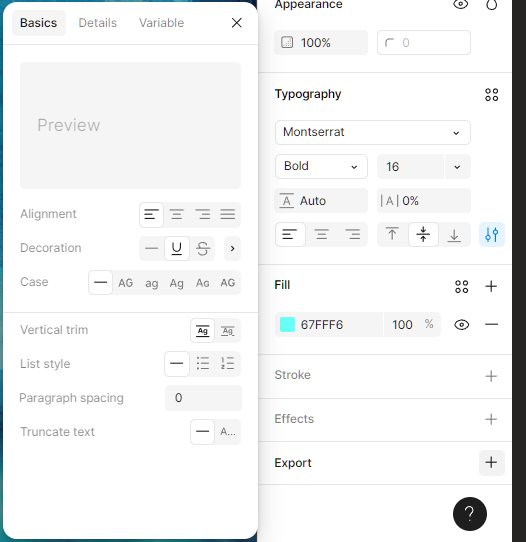 Basics
Details
Variable
Preview
Alignment
Decoration
U
S
Case
AG
ag
Ag
AG
AG
Vertical trim
Ag
Ag
List style
Paragraph spacing
0
Truncate text
A...
Appearance
100%
0
Typography
Montserrat
Bold
16
A
Auto
|A|
0%
Fill
67FFF6
100
%
Stroke
Effects
Export
?